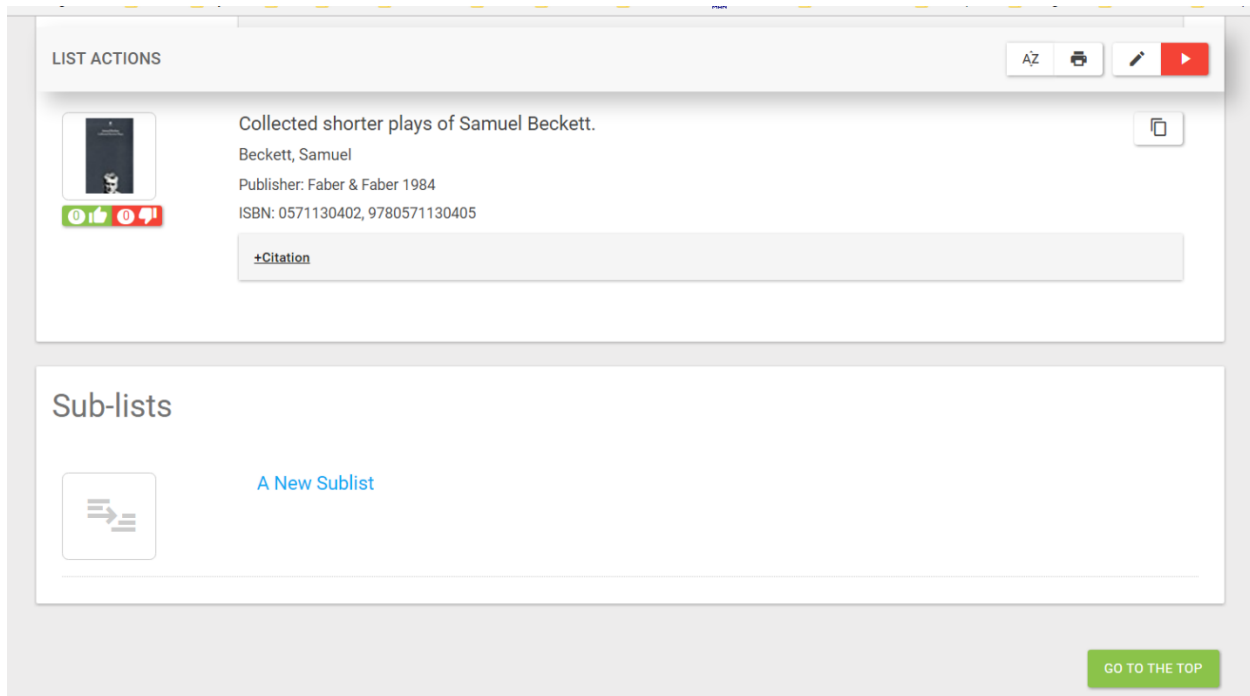 LIST ACTIONS
AZ
Collected shorter plays of Samuel Beckett.
Beckett, Samuel
Publisher: Faber & Faber 1984
ISBN: 0571130402, 9780571130405
0 0
+Citation
Sub-lists
A New Sublist
GO TO THE TOP